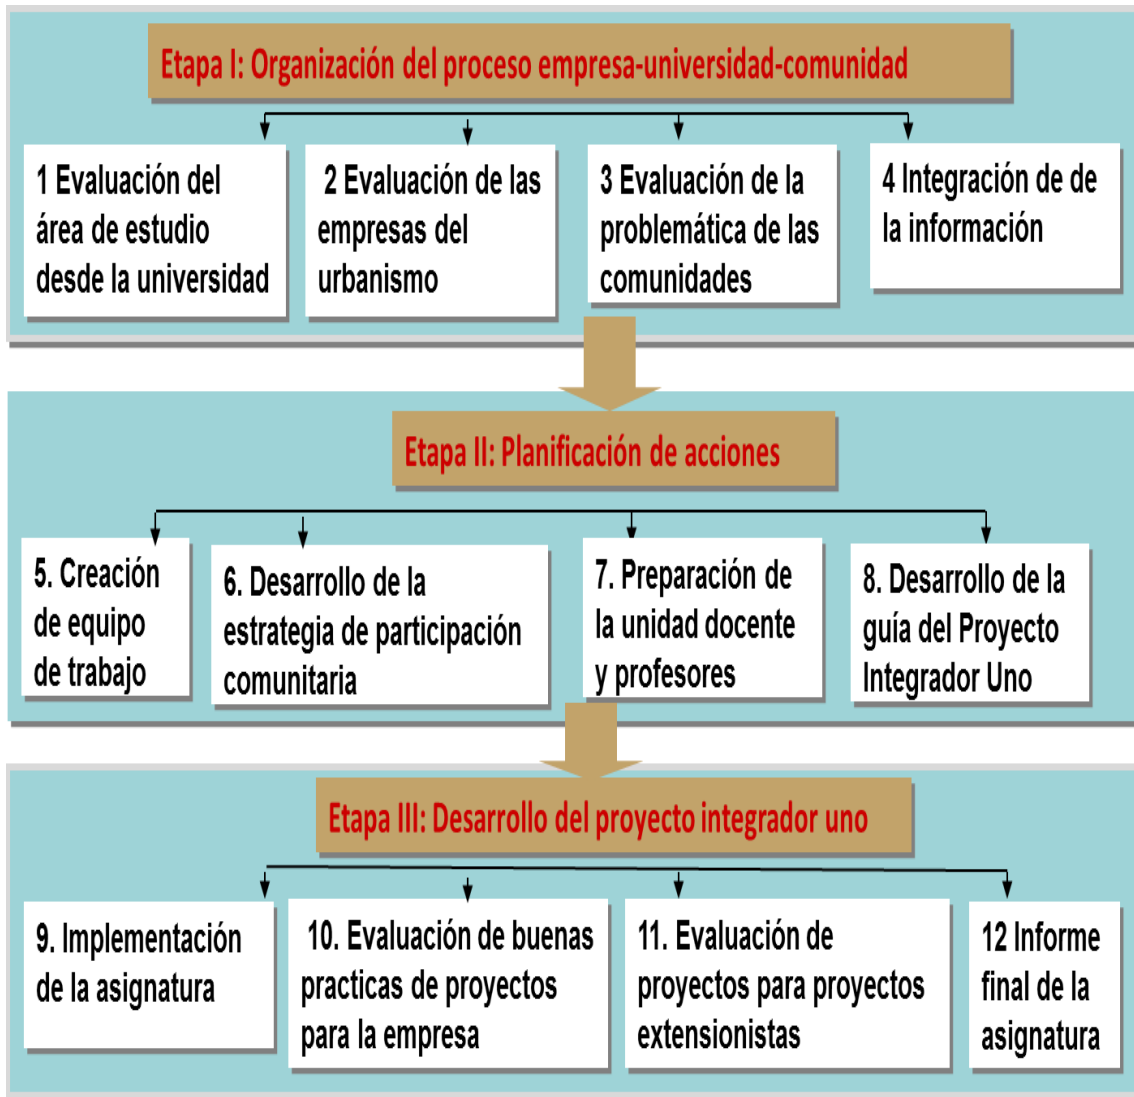 Etapa I: Organización del proceso empresa-universidad-comunidad
1 Evaluación del
área de estudio
desde la universidad
2 Evaluación de las
empresas del
urbanismo
3 Evaluación de la
problemática de las
comunidades
4 Integración de de
la información
Etapa II: Planificación de acciones
5. Creación
de equipo
de trabajo
6. Desarrollo de la
estrategia de participación
comunitaria
7. Preparación de
la unidad docente
y profesores
8. Desarrollo de la
guía del Proyecto
Integrador Uno
Etapa III: Desarrollo del proyecto integrador uno
9. Implementación
de la asignatura
10. Evaluación de buenas
practicas de proyectos
para la empresa
11. Evaluación de
proyectos para proyectos
extensionistas
12 Informe
final de la
asignatura